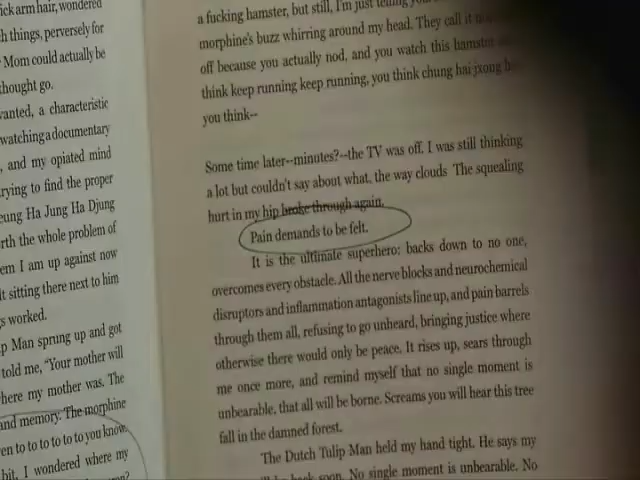 ick arm hair, wondered
h things, perversely for
Mom could actually be
thought go.
vanted, a characteristic
watching a documentary
, and my opiated mind
rying to find the proper
eung Ha Jung Ha Djung
rth the whole problem of
em I am up against now
lt sitting there next to him
s worked.
p Man sprung up and got
told me, "Your mother will
here my mother was. The
and memory. The morphine
en to to to to to you know.
bit, I wondered where my
a fucking hamster, but still, I'm just telling
morphine's buzz whirring around my head. They call it
off because you actually nod, and you watch this hamster
think keep running keep running, you think chung hai jxong
you think--
Some time later--minutes?--the TV was off. I was still thinking
a lot but couldn't say about what, the way clouds The squealing
hurt in my hip broke through again.
Pain demands to be felt.
It is the ultimate superhero: backs down to no one,
overcomes every obstacle. All the nerve blocks and neurochemical
disruptors and inflammation antagonists line up, and pain barrels
through them all, refusing to go unheard, bringing justice where
otherwise there would only be peace. It rises up, sears through
me once more, and remind myself that no single moment is
unbearable, that all will be borne. Screams you will hear this tree
fall in the damned forest.
The Dutch Tulip Man held my hand tight. He says my
back soon. No single moment is unbearable. No